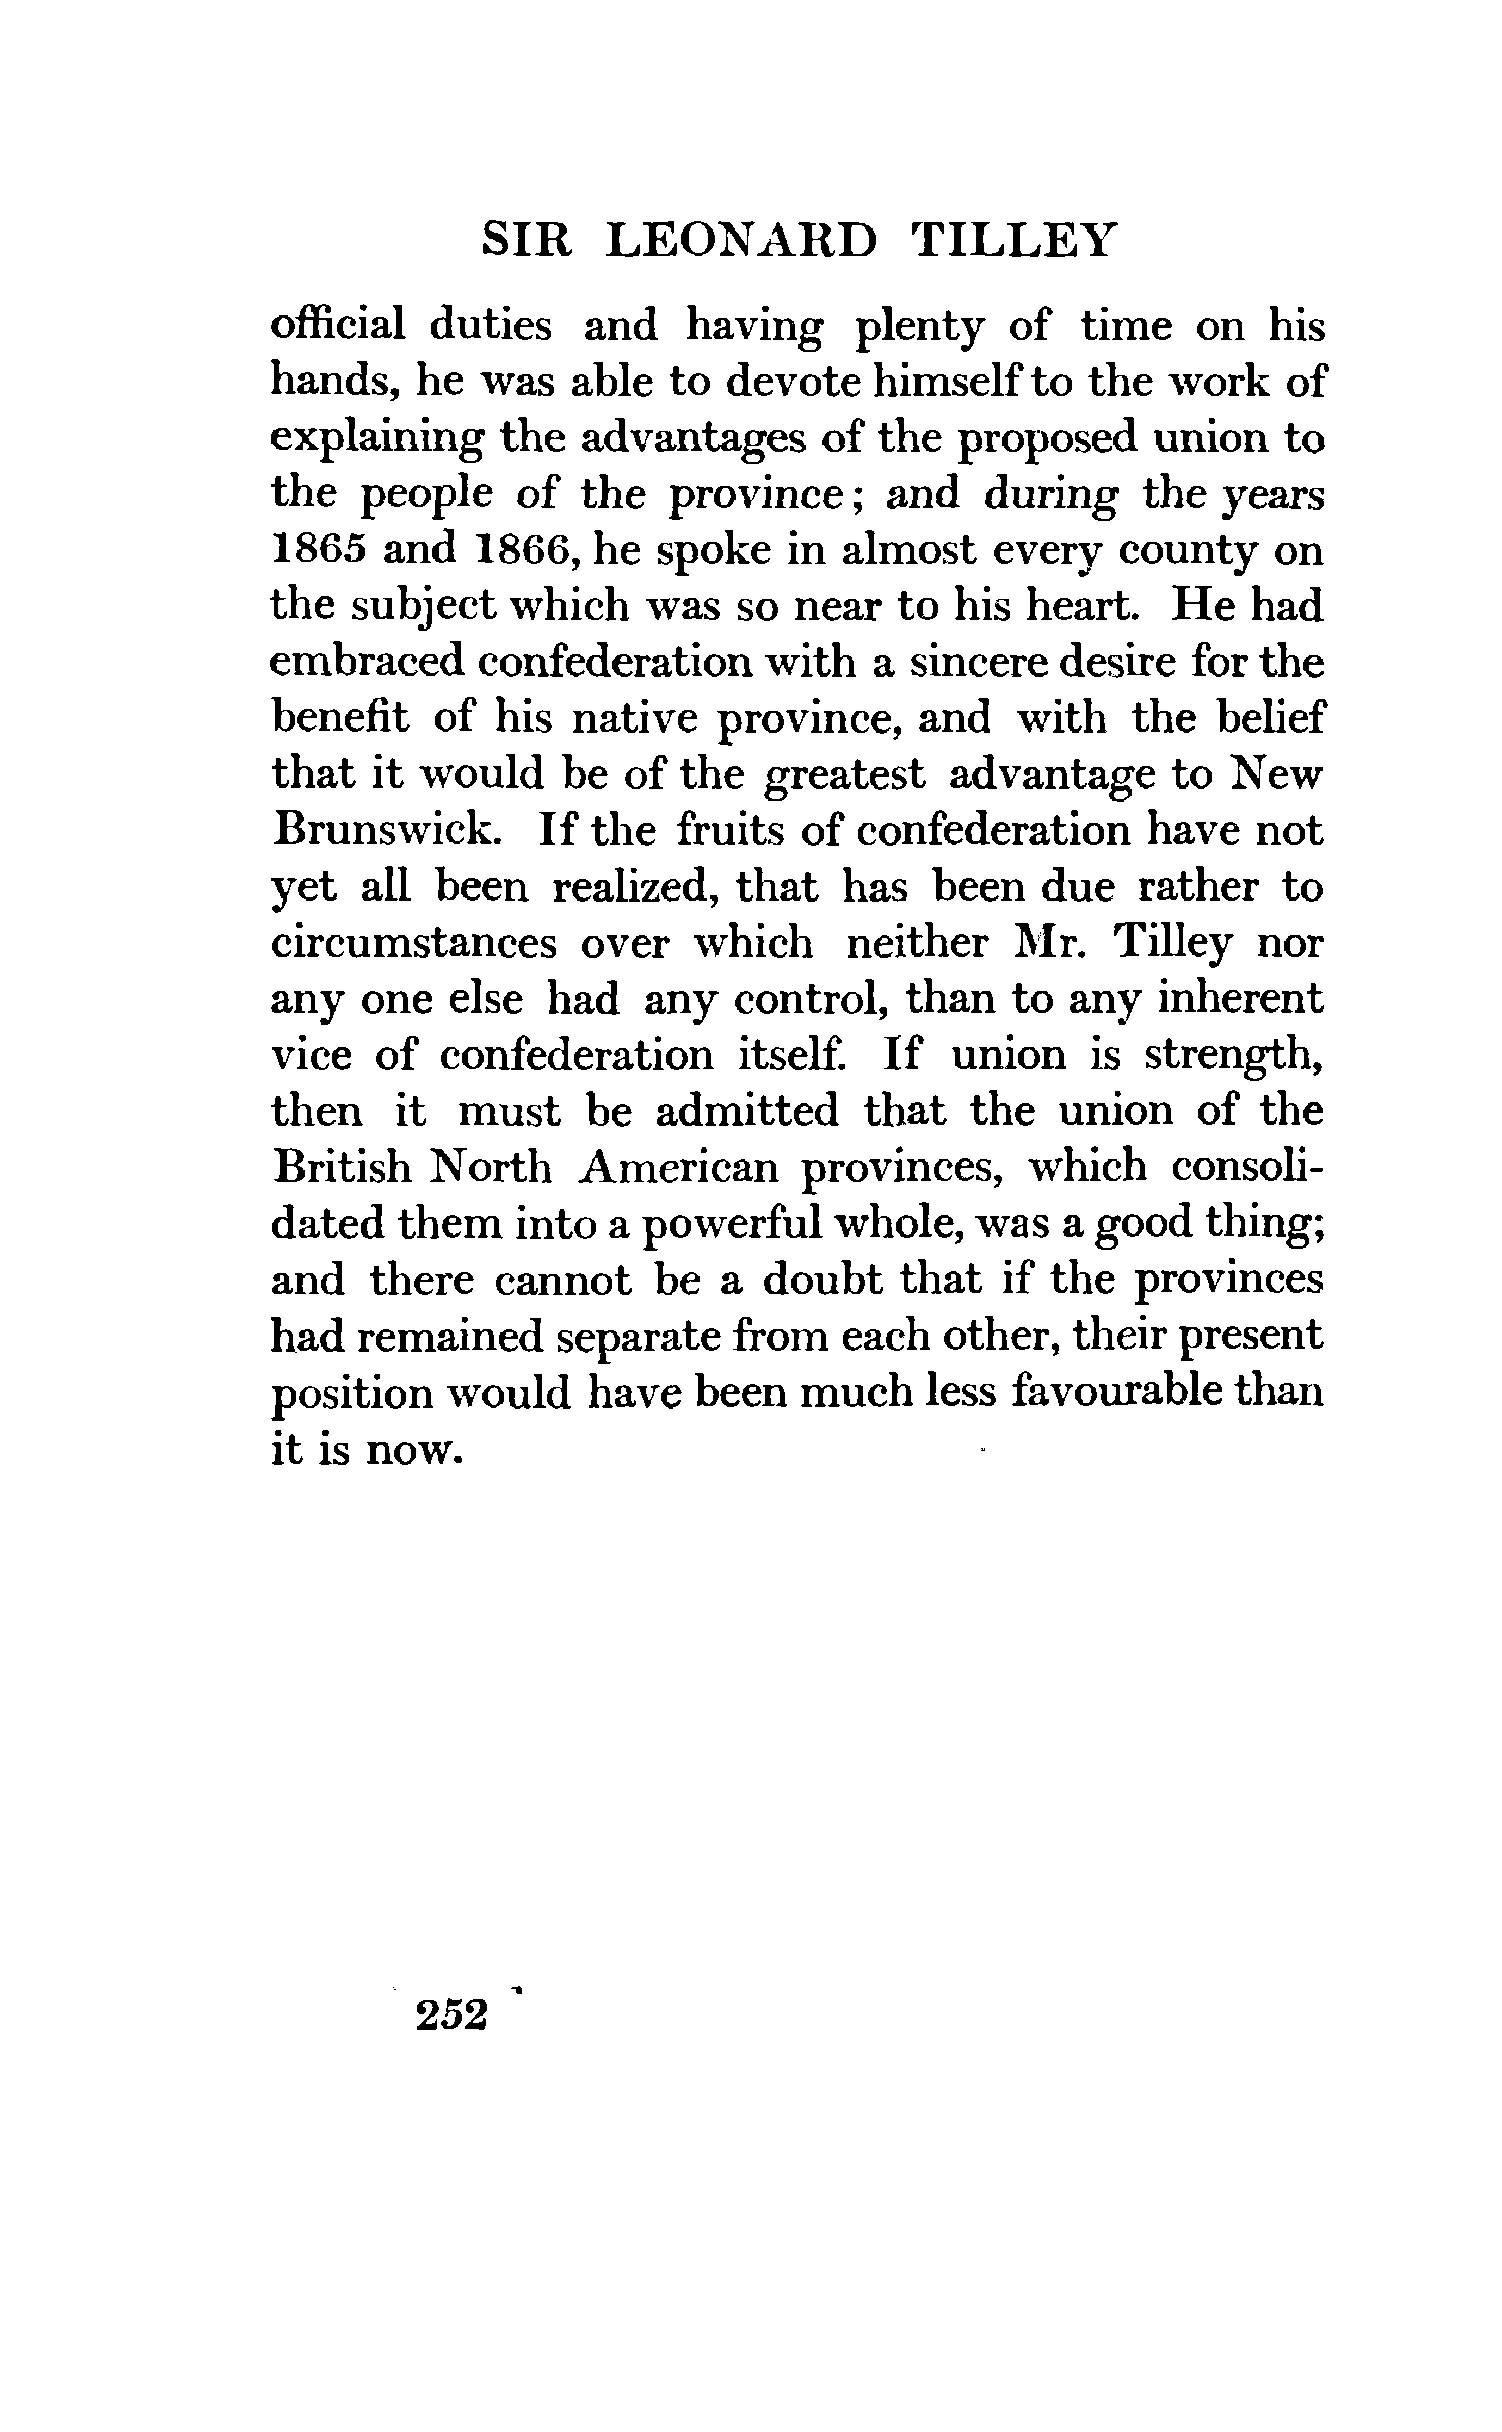 SIR LEONARD TILLEY
official duties and having plenty of time on his
hands, he was able to devote himself to the work of
explaining the advantages of the proposed union to
the people of the province; and during the years
1865 and 1866, he spoke in almost every county on
the subject which was so near to his heart. He had
embraced confederation with a sincere desire for the
benefit of his native province, and with the belief
that it would be of the greatest advantage to New
Brunswick. If the fruits of confederation have not
yet all been realized, that has been due rather to
circumstances over which neither Mr. Tilley nor
any one else had any control, than to any inherent
vice of confederation itself. If union is strength,
then it must be admitted that the union of the
British North American provinces, which consoli-
dated them into a powerful whole, was a good thing;
and there cannot be a doubt that if the provinces
had remained separate from each other, their present
position would have been much less favourable than
it is now.
252